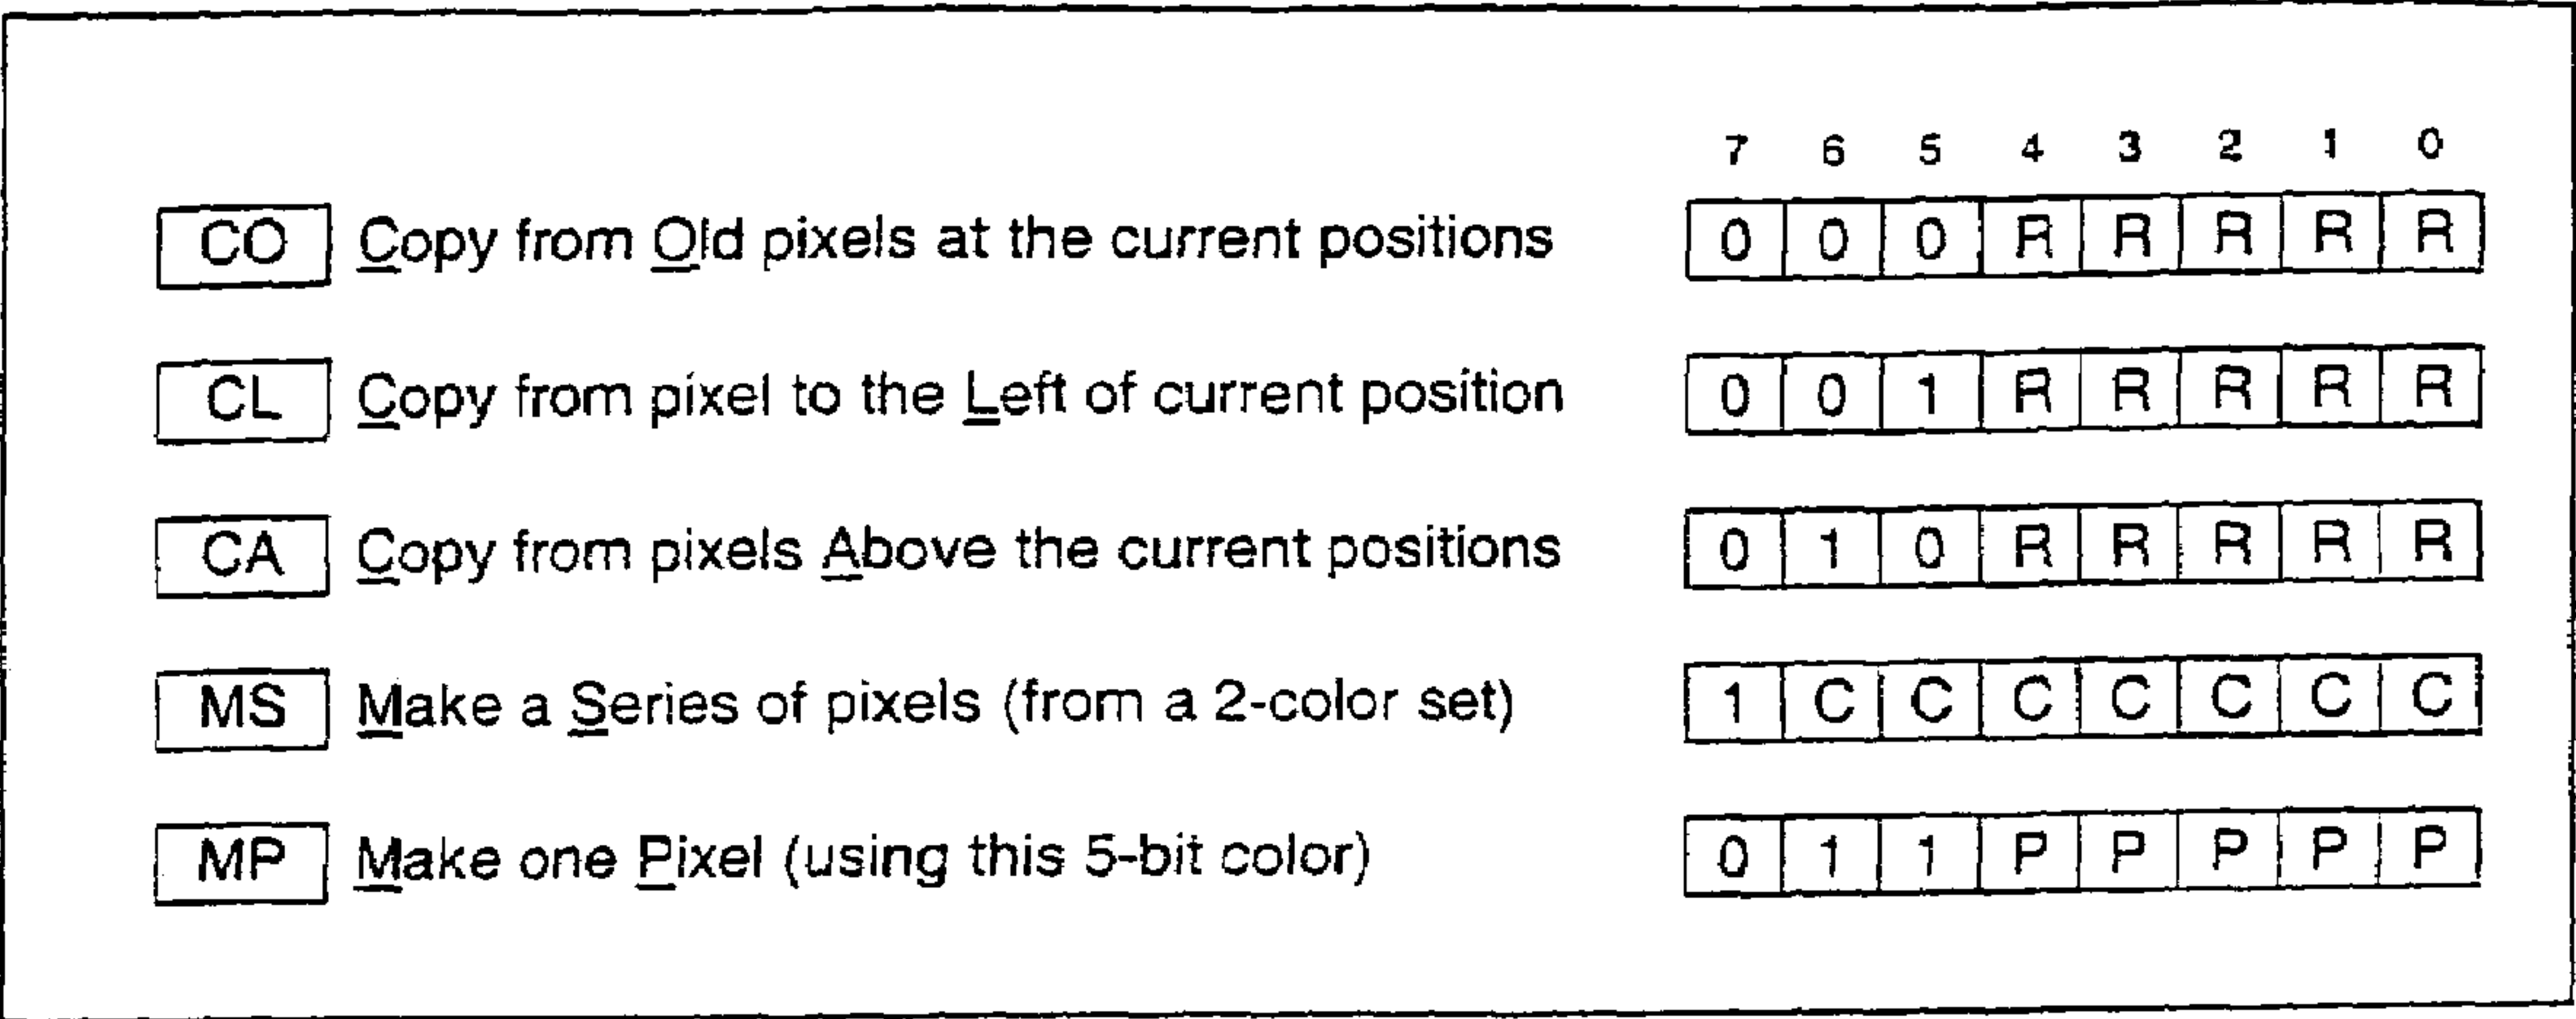 7 6 5 4 3 2 1 0
CO Copy from Old pixels at the current positions 0 0 0 R R R R R
CL Copy from pixel to the Left of current position 0 0 1 R R R R R
CA Copy from pixels Above the current positions 0 1 0 R R R R R
MS Make a Series of pixels (from a 2-color set) 1 C C C C C C C
MP Make one Pixel (using this 5-bit color) 0 1 1 P P P P P